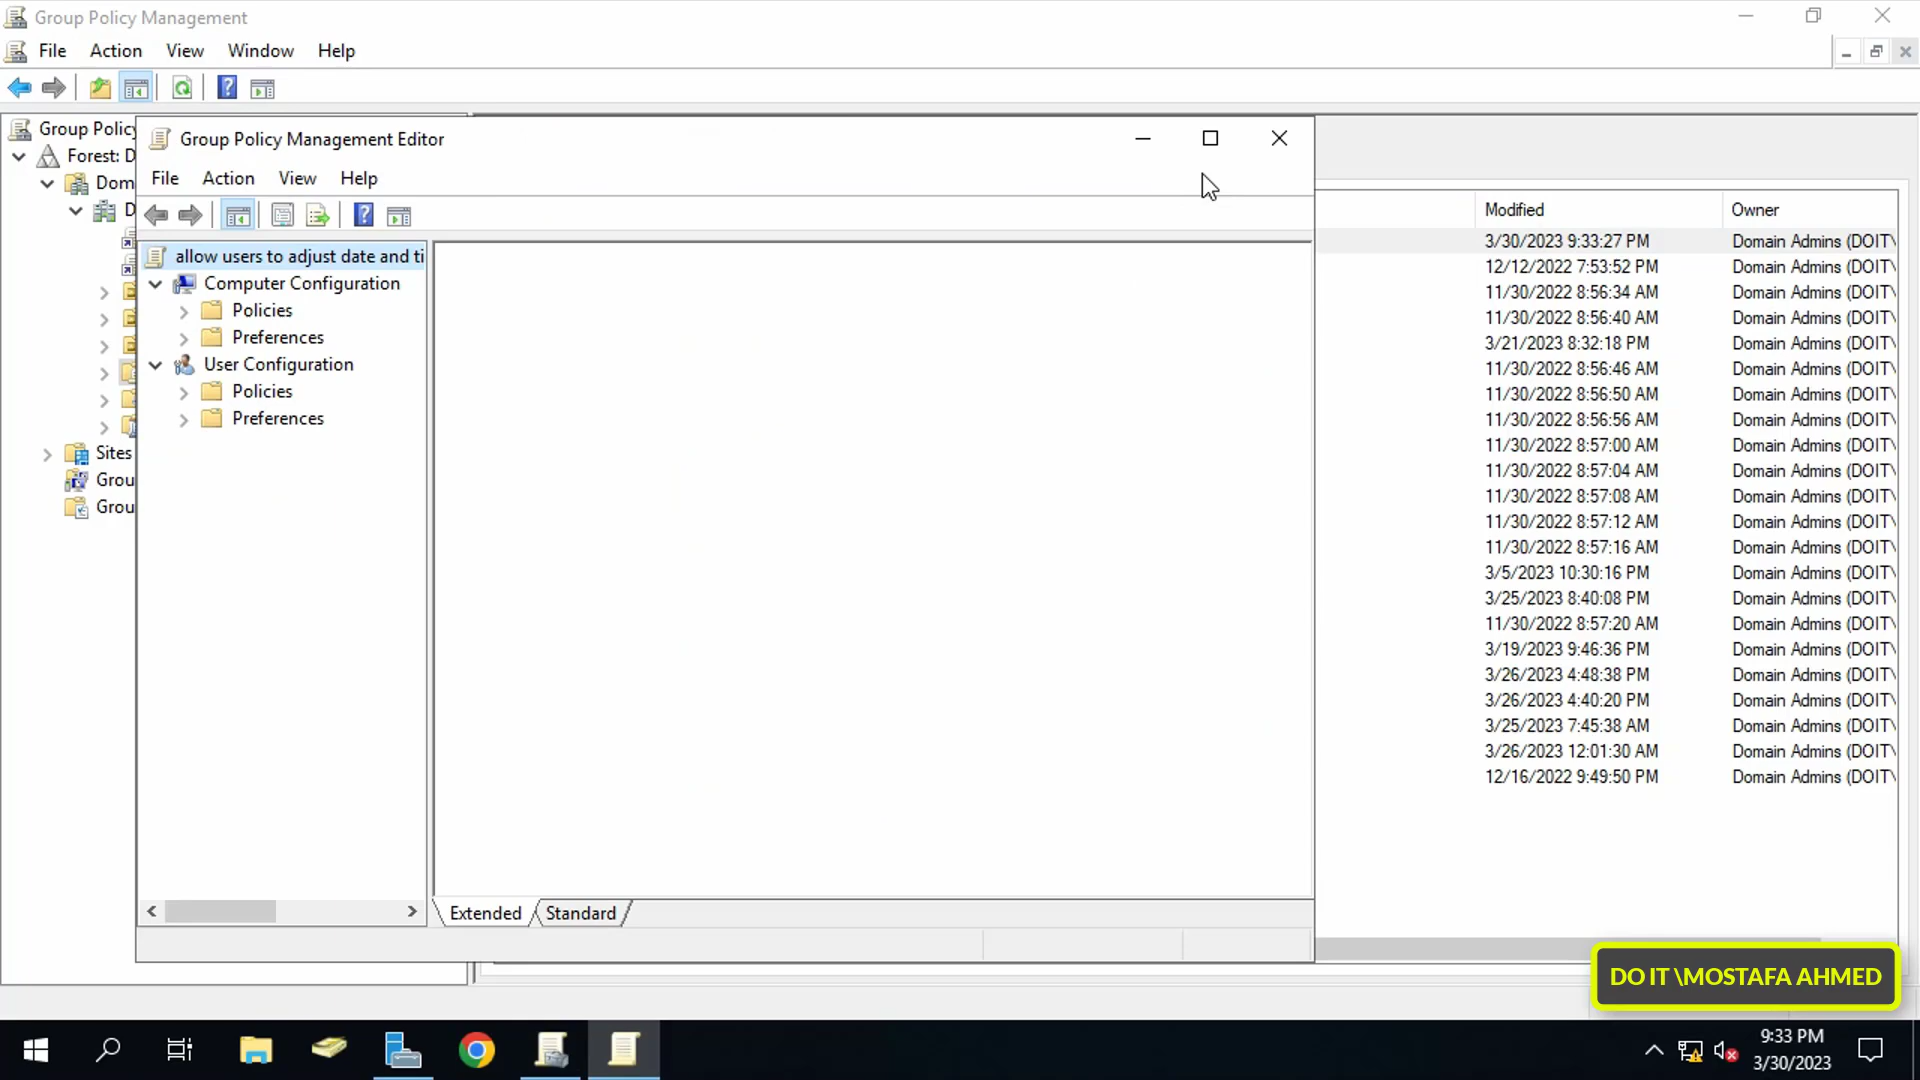 Group Policy Management
File Action View Window Help
Group Policy
Forest: D
Dom
D
Sites
Grou
Grou
Group Policy Management Editor
File Action View Help
allow users to adjust date and ti
Computer Configuration
Policies
Preferences
User Configuration
Policies
Preferences
Extended Standard
Modified Owner
3/30/2023 9:33:27 PM Domain Admins (DOIT\
12/12/2022 7:53:52 PM Domain Admins (DOIT\
11/30/2022 8:56:34 AM Domain Admins (DOIT\
11/30/2022 8:56:40 AM Domain Admins (DOIT\
3/21/2023 8:32:18 PM Domain Admins (DOIT\
11/30/2022 8:56:46 AM Domain Admins (DOIT\
11/30/2022 8:56:50 AM Domain Admins (DOIT\
11/30/2022 8:56:56 AM Domain Admins (DOIT\
11/30/2022 8:57:00 AM Domain Admins (DOIT\
11/30/2022 8:57:04 AM Domain Admins (DOIT\
11/30/2022 8:57:08 AM Domain Admins (DOIT\
11/30/2022 8:57:12 AM Domain Admins (DOIT\
11/30/2022 8:57:16 AM Domain Admins (DOIT\
3/5/2023 10:30:16 PM Domain Admins (DOIT\
3/25/2023 8:40:08 PM Domain Admins (DOIT\
11/30/2022 8:57:20 AM Domain Admins (DOIT\
3/19/2023 9:46:36 PM Domain Admins (DOIT\
3/26/2023 4:48:38 PM Domain Admins (DOIT\
3/26/2023 4:40:20 PM Domain Admins (DOIT\
3/25/2023 7:45:38 AM Domain Admins (DOIT\
3/26/2023 12:01:30 AM Domain Admins (DOIT\
12/16/2022 9:49:50 PM Domain Admins (DOIT\
DO IT \MOSTAFA AHMED
9:33 PM
3/30/2023